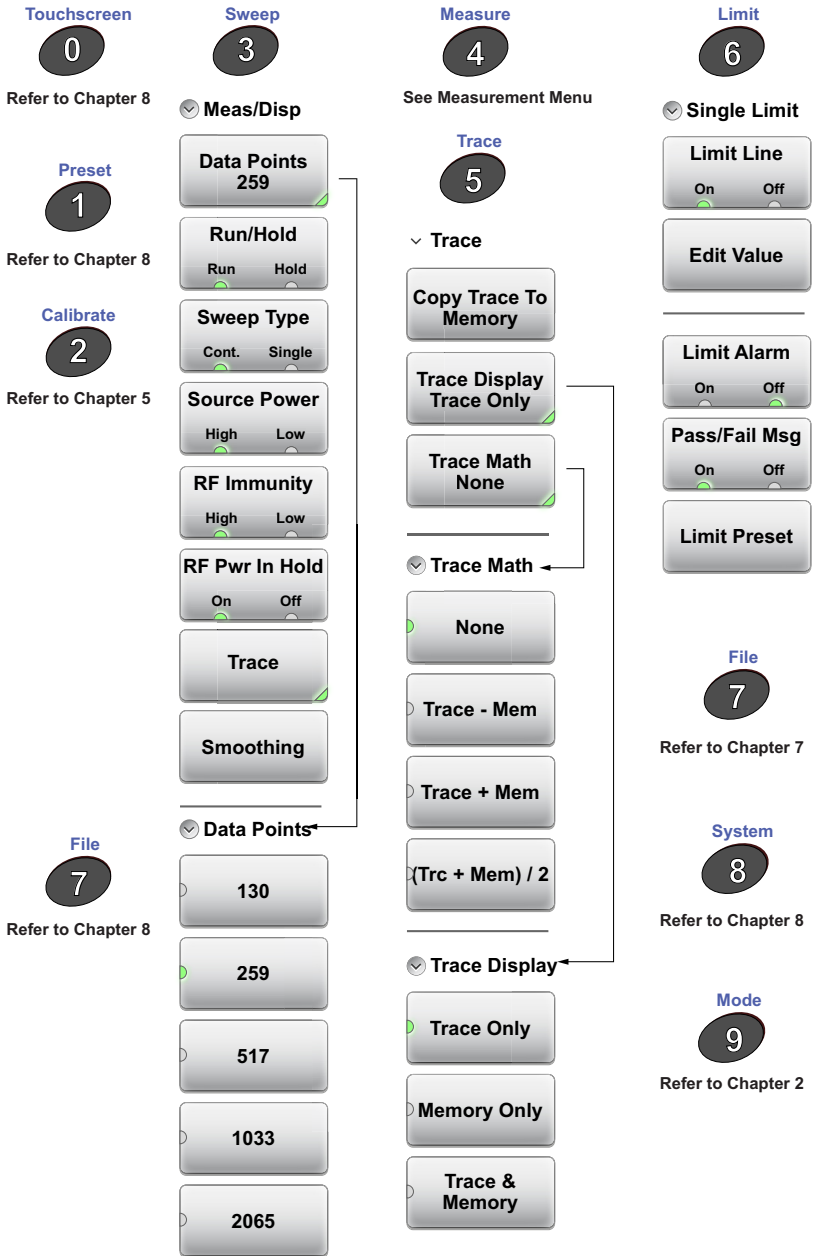 Touchscreen
0
Refer to Chapter 8
Preset
1
Refer to Chapter 8
Calibrate
2
Refer to Chapter 5
File
7
Refer to Chapter 8
Sweep
3
Meas/Disp
Data Points
259
Run/Hold
Run Hold
Sweep Type
Cont. Single
Source Power
High Low
RF Immunity
High Low
RF Pwr In Hold
On Off
Trace
Smoothing
Data Points
130
259
517
1033
2065
Measure
4
See Measurement Menu
Trace
5
Trace
Copy Trace To
Memory
Trace Display
Trace Only
Trace Math
None
Trace Math
None
Trace - Mem
Trace + Mem
(Trc + Mem) / 2
Trace Display
Trace Only
Memory Only
Trace &
Memory
Limit
6
Single Limit
Limit Line
On Off
Edit Value
Limit Alarm
On Off
Pass/Fail Msg
On Off
Limit Preset
File
7
Refer to Chapter 7
System
8
Refer to Chapter 8
Mode
9
Refer to Chapter 2